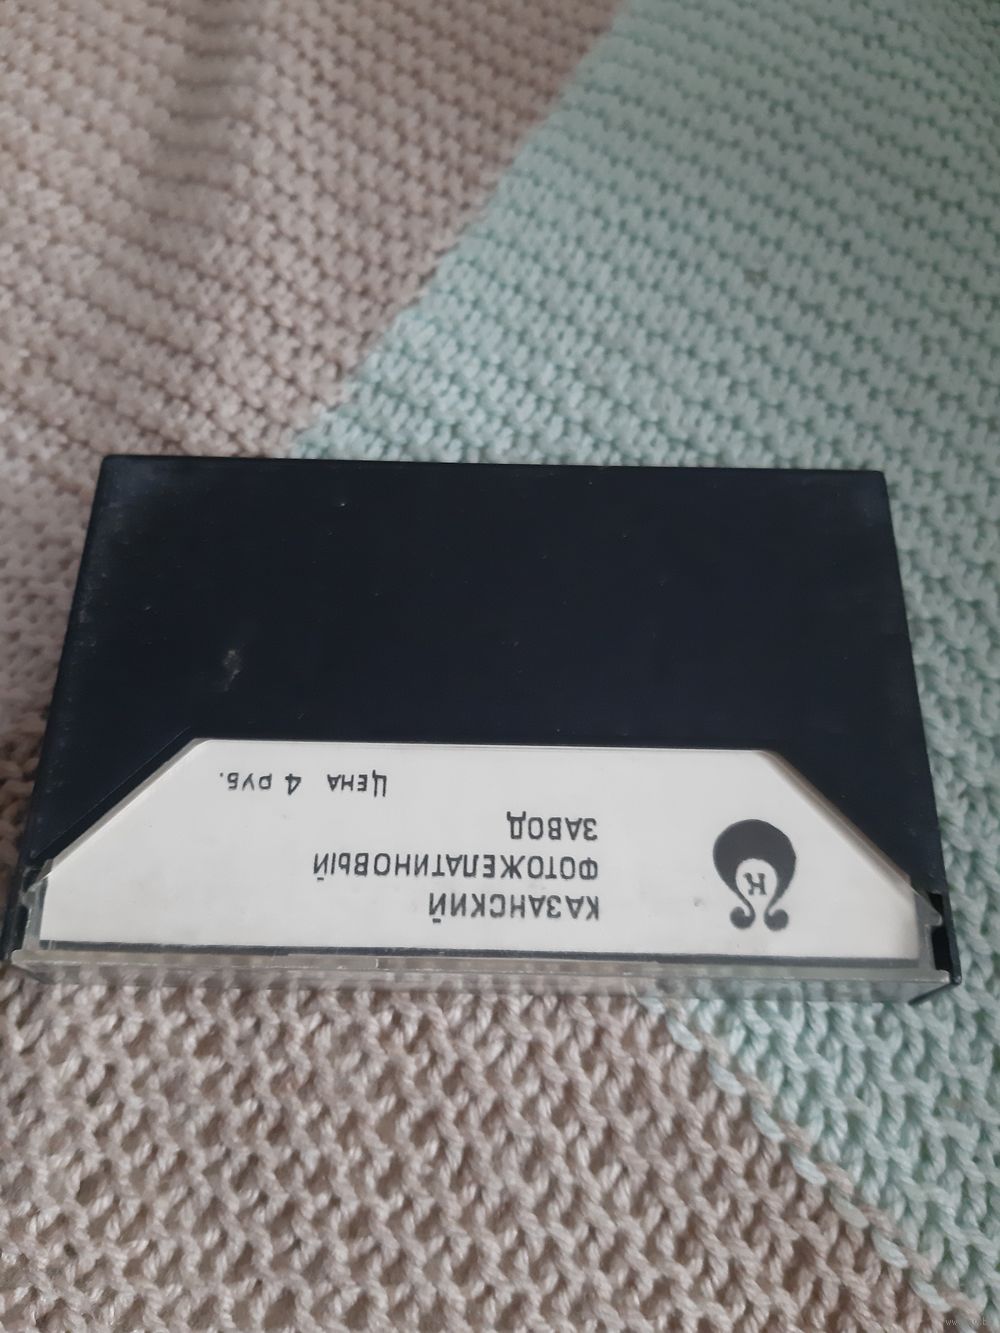 КАЗАНСКИЙ
ФОТОЖЕЛАТИНОВЫЙ
ЗАВОД
ЦЕНА 4 РУБ.
К